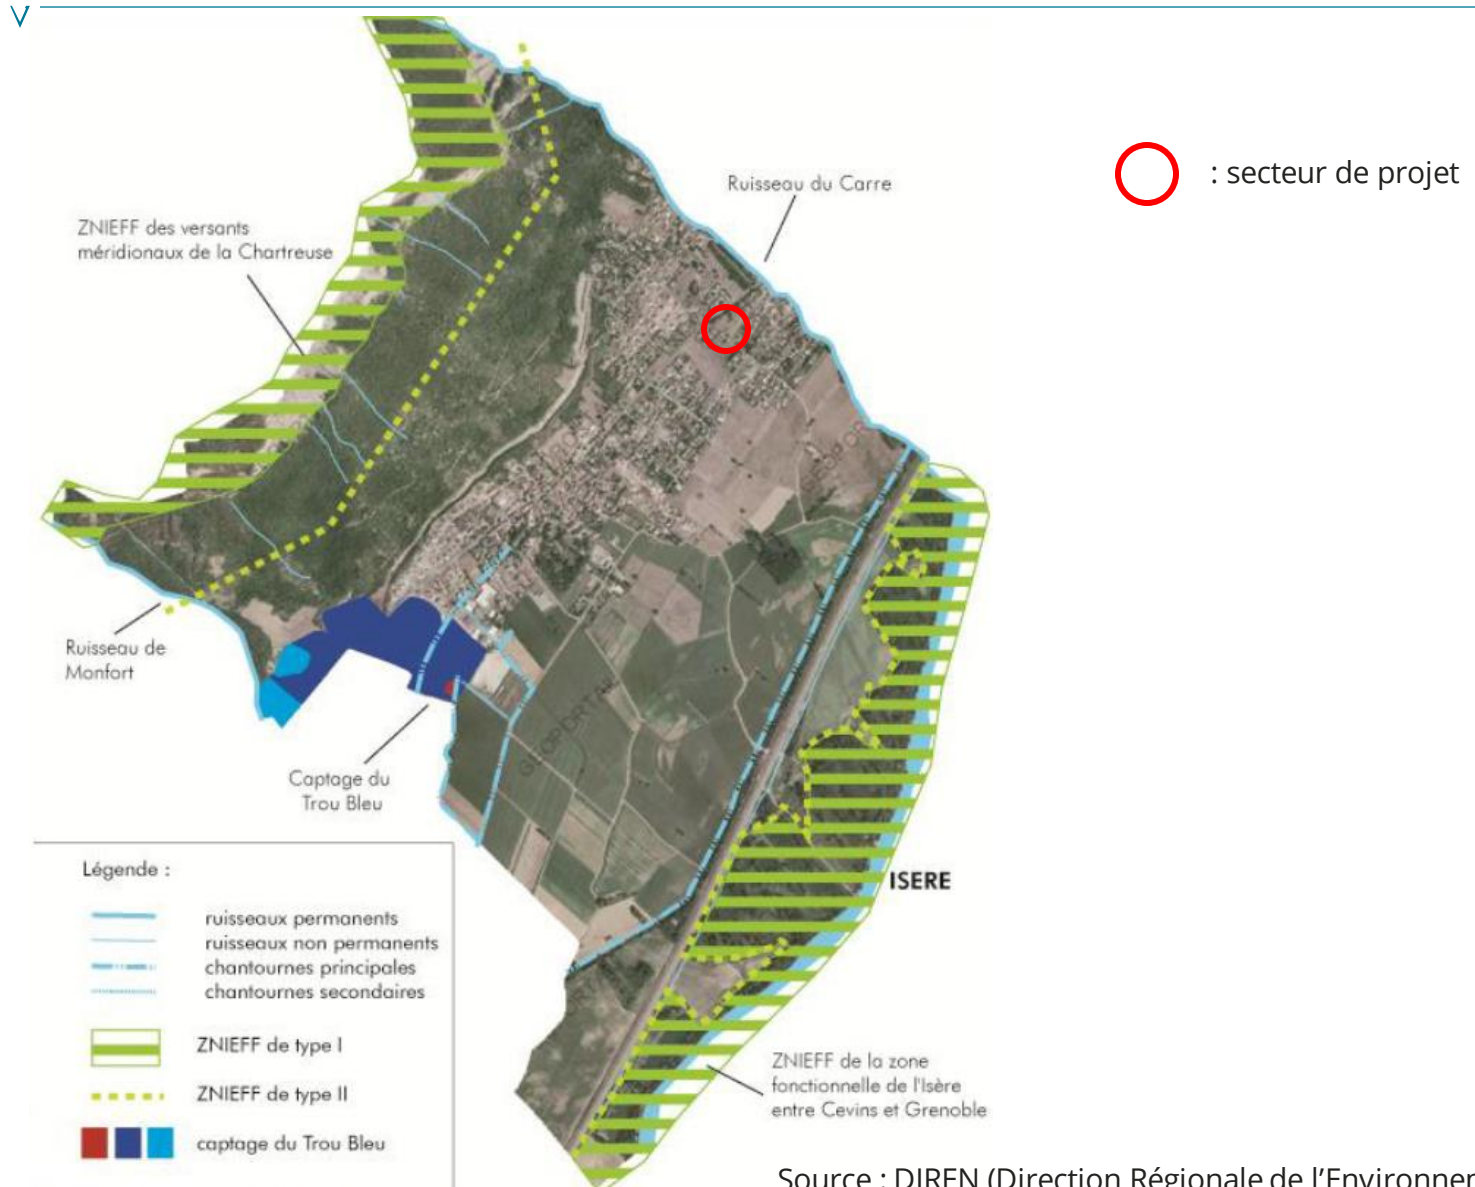 Ruisseau du Carre
: secteur de projet
ZNIEFF des versants
méridionaux de la Chartreuse
Ruisseau de
Monfort
Captage du
Trou Bleu
ISERE
Légende :
ruisseaux permanents
ruisseaux non permanents
chantournes principales
chantournes secondaires
ZNIEFF de type I
ZNIEFF de type II
captage du Trou Bleu
ZNIEFF de la zone
fonctionnelle de l'Isère
entre Cevins et Grenoble
Source : DIREN (Direction Régionale de l'Environnem